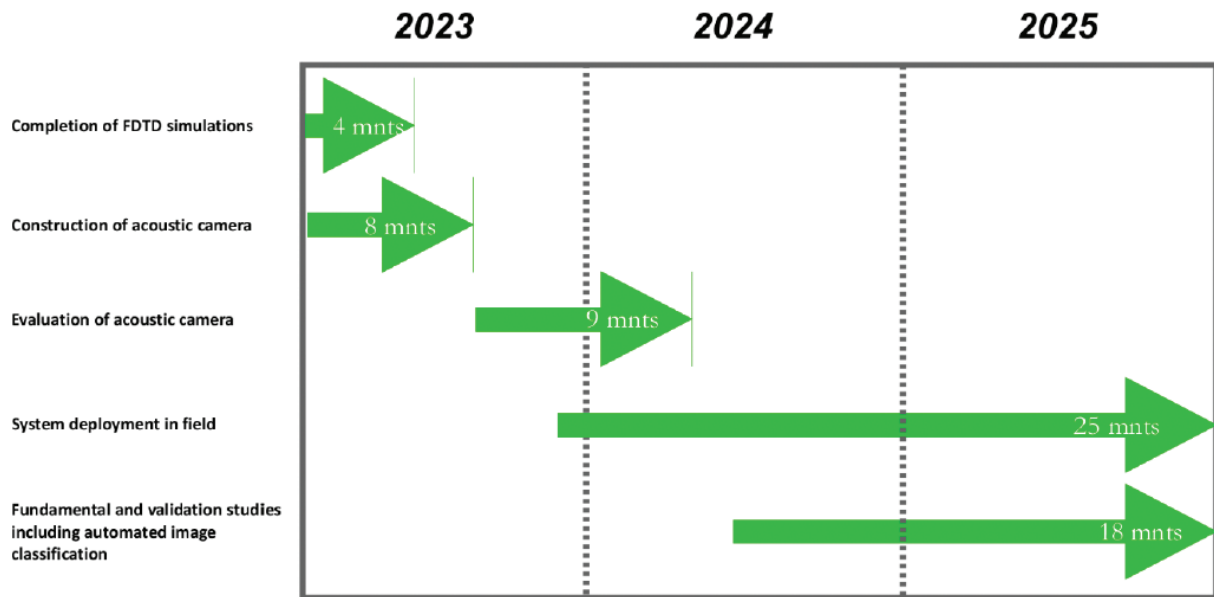 2023 2024 2025
Completion of FDTD simulations
4 mnts
Construction of acoustic camera
8 mnts
Evaluation of acoustic camera
9 mnts
System deployment in field
25 mnts
Fundamental and validation studies
including automated image
classification
18 mnts